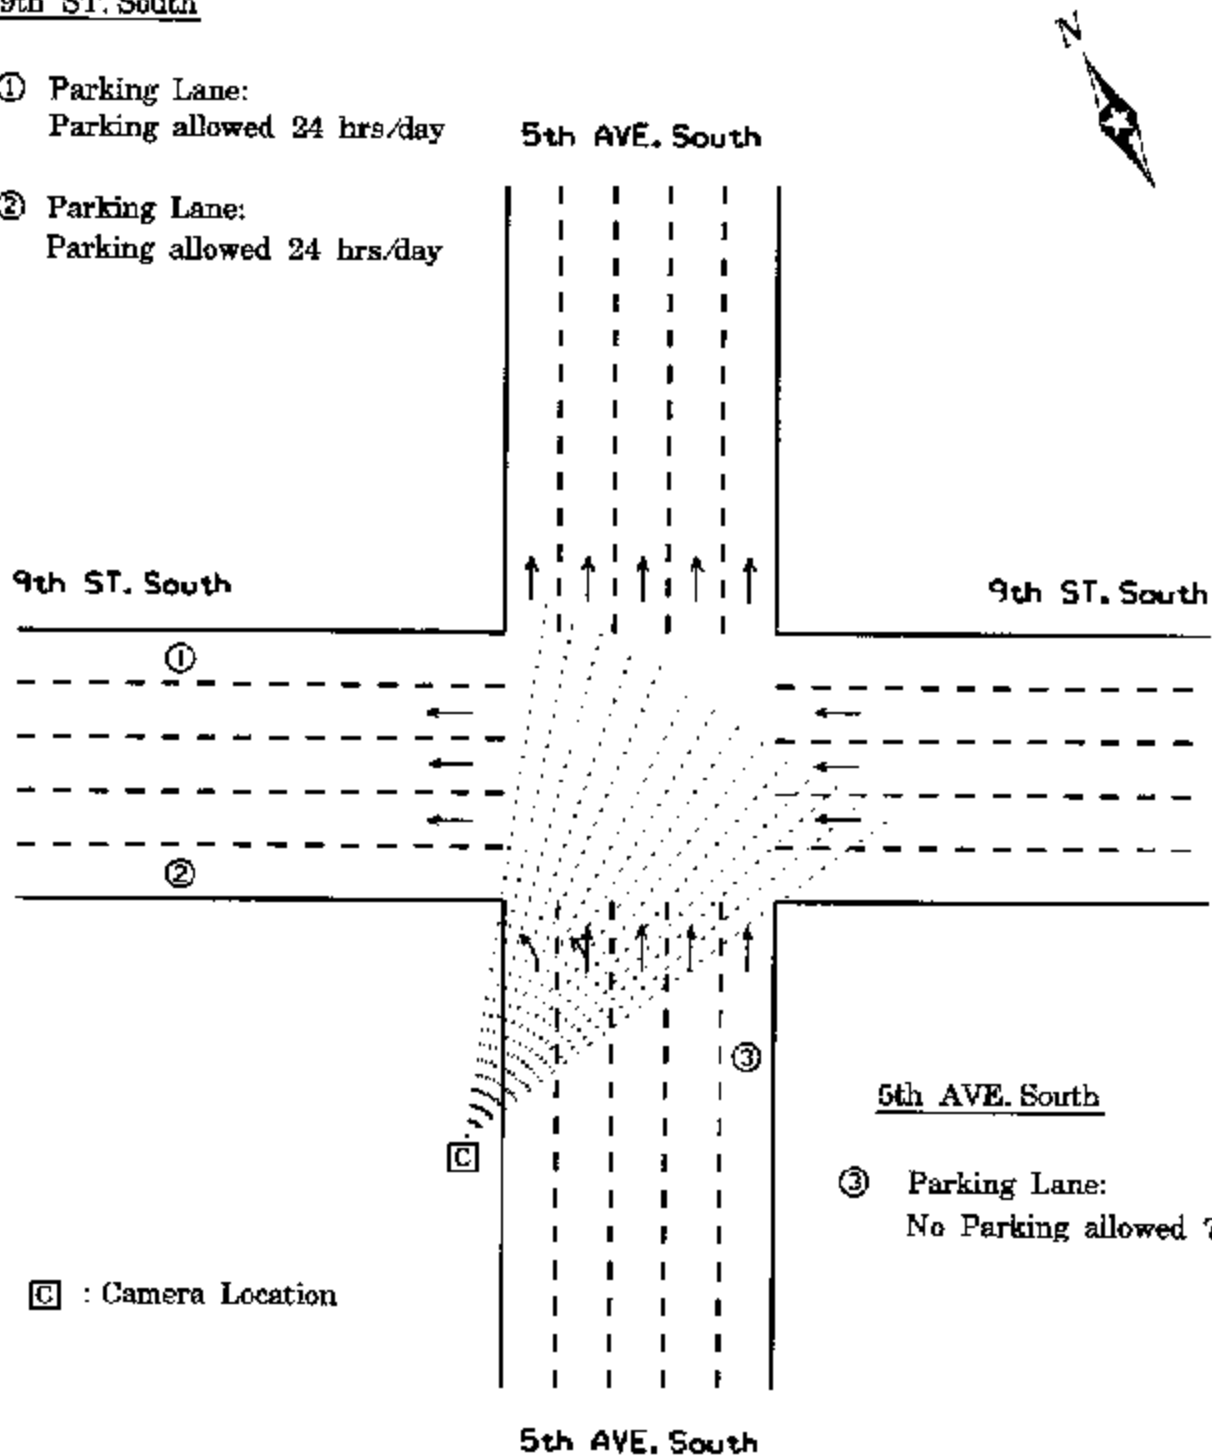 9th ST. South
① Parking Lane:
Parking allowed 24 hrs/day
② Parking Lane:
Parking allowed 24 hrs/day
N
5th AVE. South
9th ST. South
9th ST. South
①
②
③
5th AVE. South
③ Parking Lane:
No Parking allowed
C
C : Camera Location
5th AVE. South